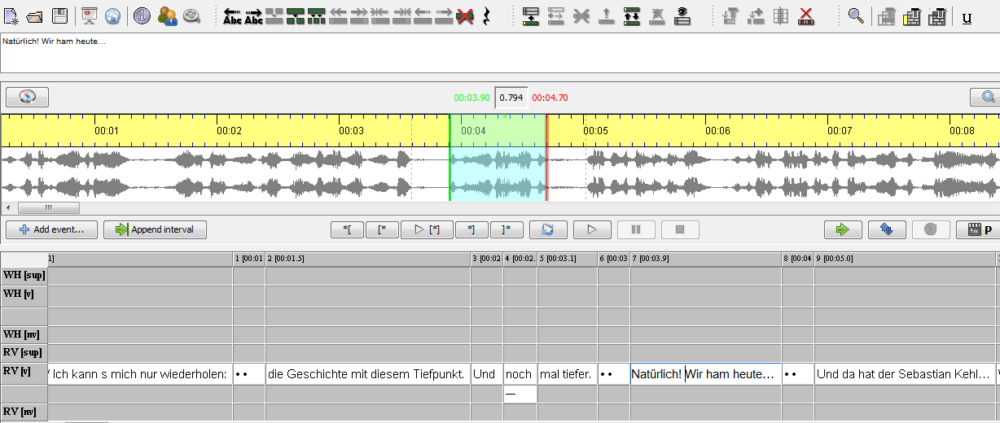 Abc Abc
u
Natürlich! Wir ham heute...
00:03.90 0.794 00:04.70
00:01 00:02 00:03 00:04 00:05 00:06 00:07 00:08
Add event... Append interval *[ [* [*] *] ]* P
1] 1 [00:01 2 [00:01.5] 3 [00:02 4 [00:02. 5 [00:03.1] 6 [00:03 7 [00:03.9] 8 [00:04 9 [00:05.0]
WH [sup]
WH [v]
WH [nv]
RV [sup]
RV [v] Ich kann s mich nur wiederholen: • • die Geschichte mit diesem Tiefpunkt. Und noch mal tiefer. • • Natürlich! Wir ham heute... • • Und da hat der Sebastian Kehl...
—
RV [nv]